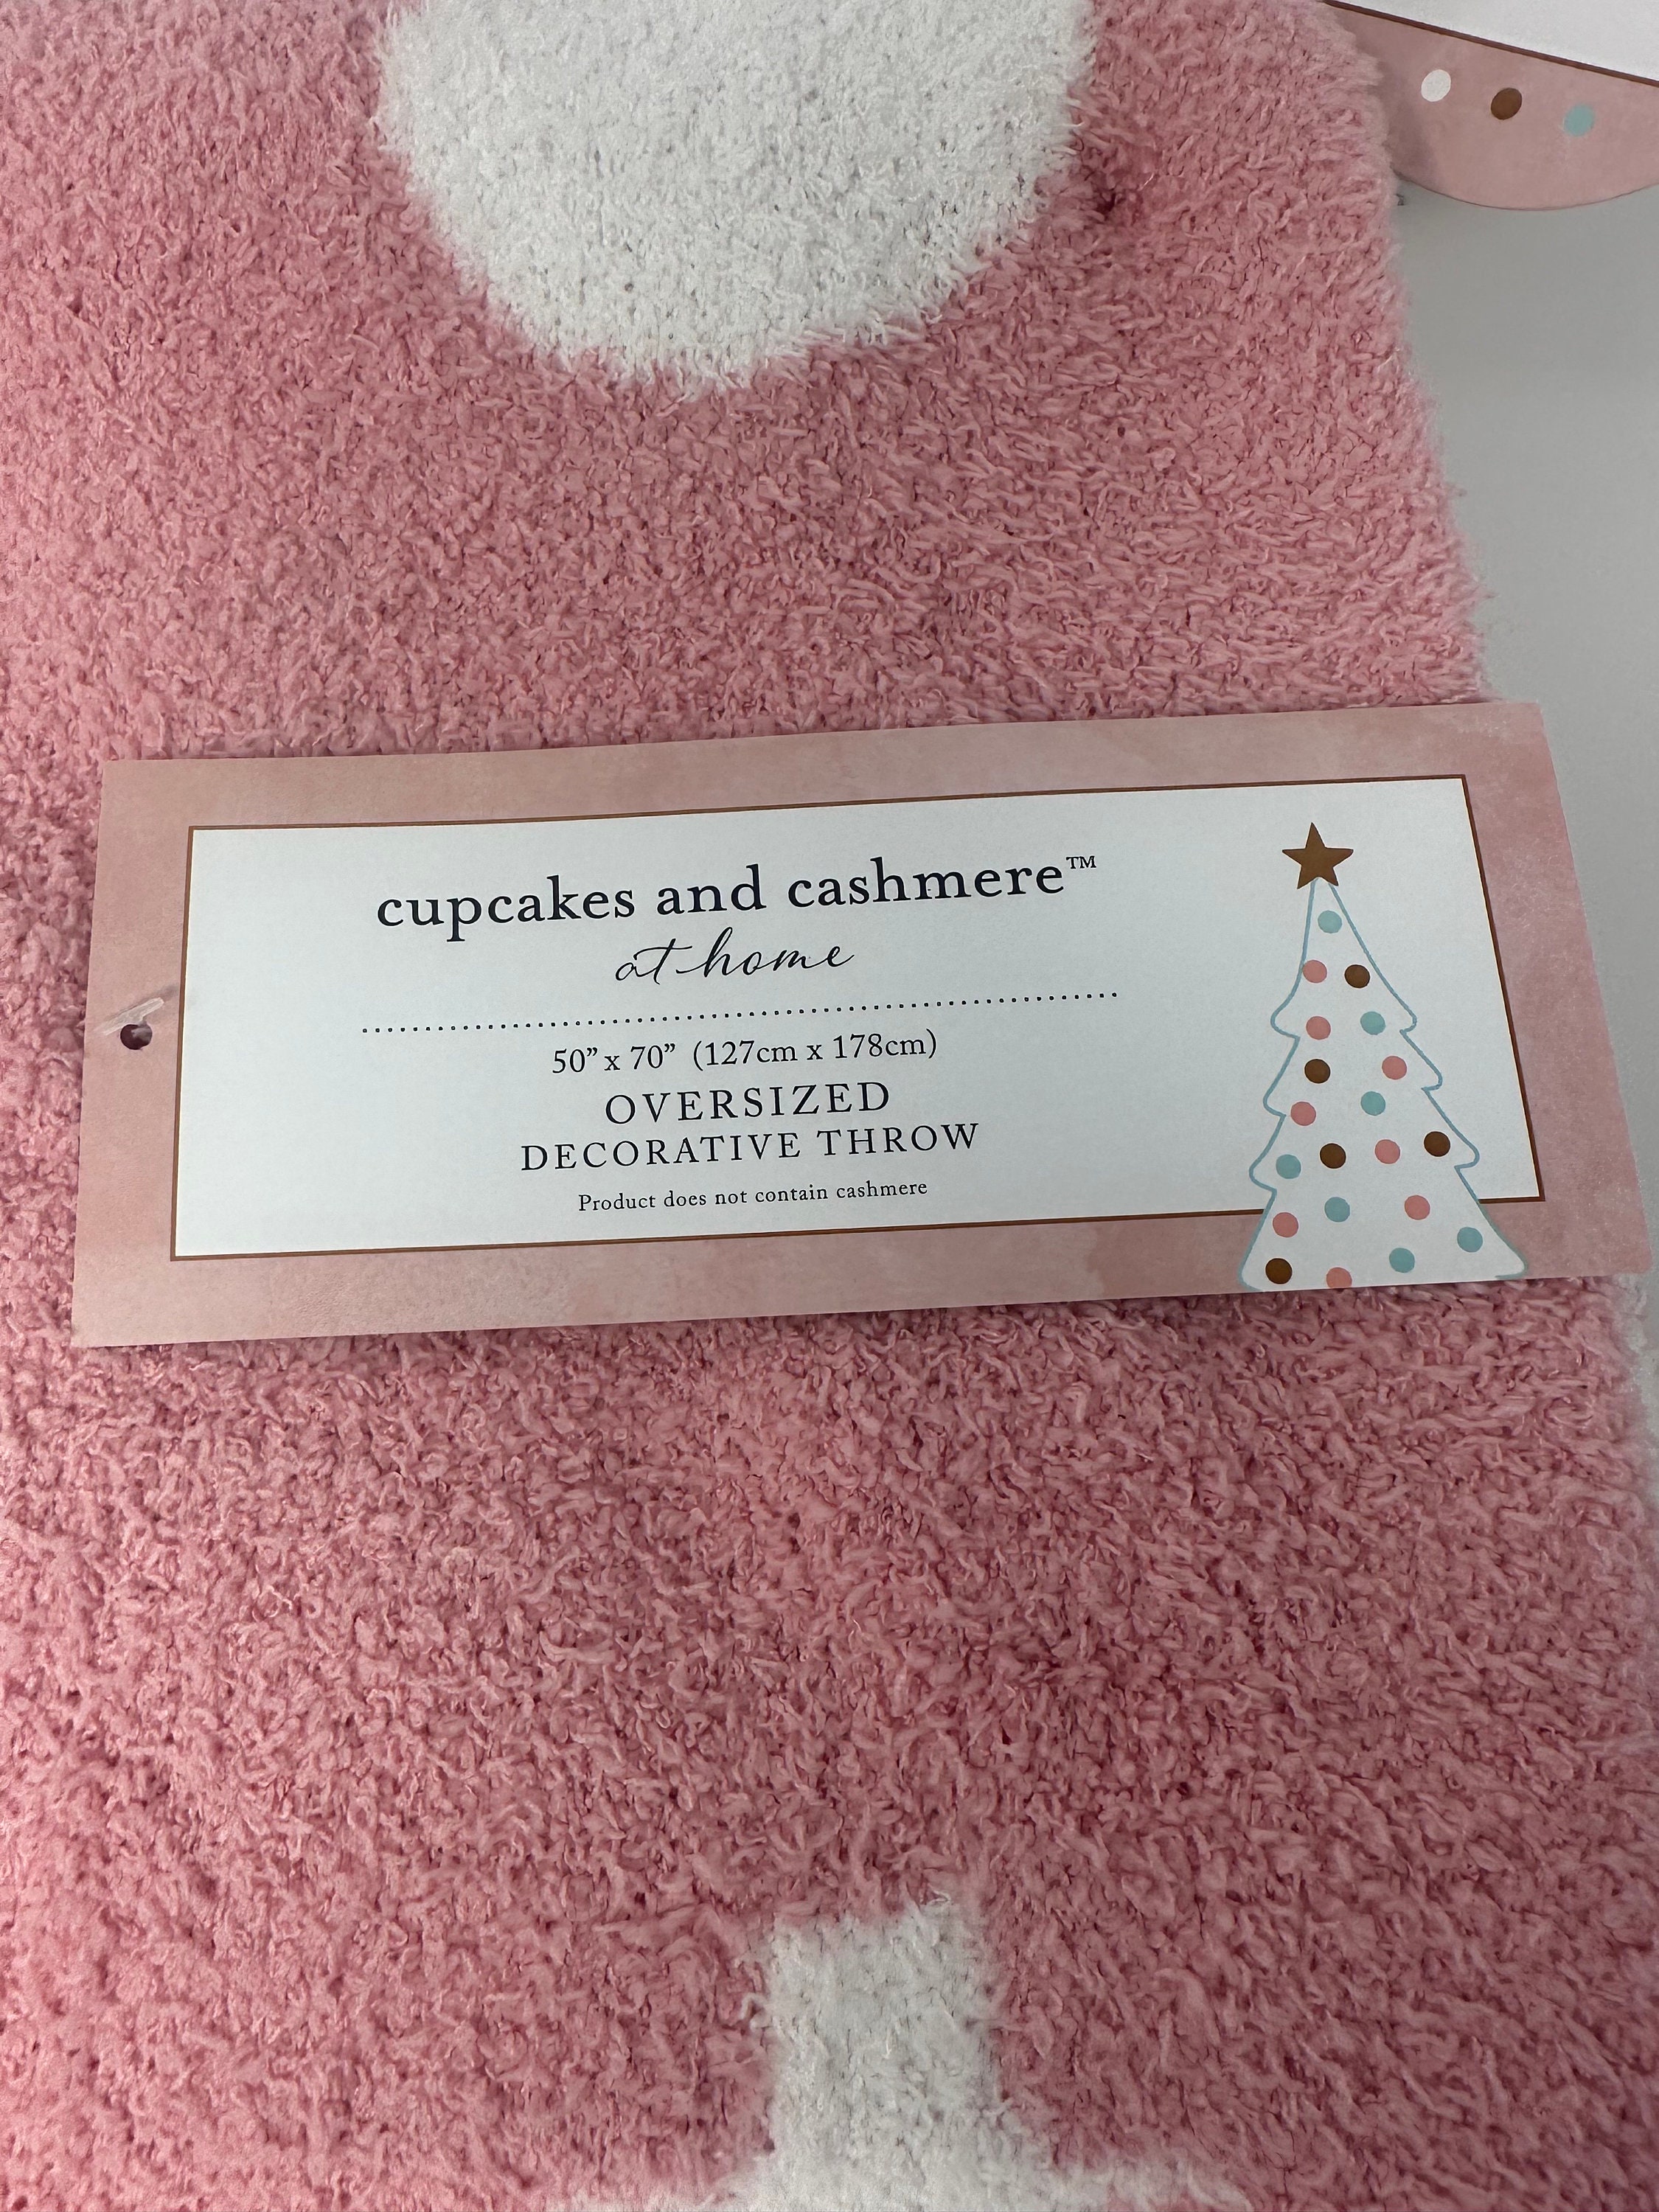 cupcakes and cashmere™
at home
50” x 70” (127cm x 178cm)
OVERSIZED
DECORATIVE THROW
Product does not contain cashmere